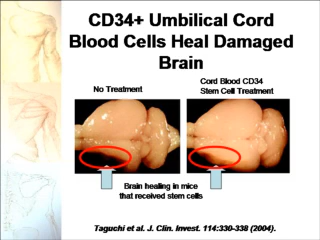 CD34+ Umbilical Cord
Blood Cells Heal Damaged
Brain
No Treatment
Cord Blood CD34
Stem Cell Treatment
Brain healing in mice
that received stem cells
Taguchi et al. J. Clin. Invest. 114:330-338 (2004).